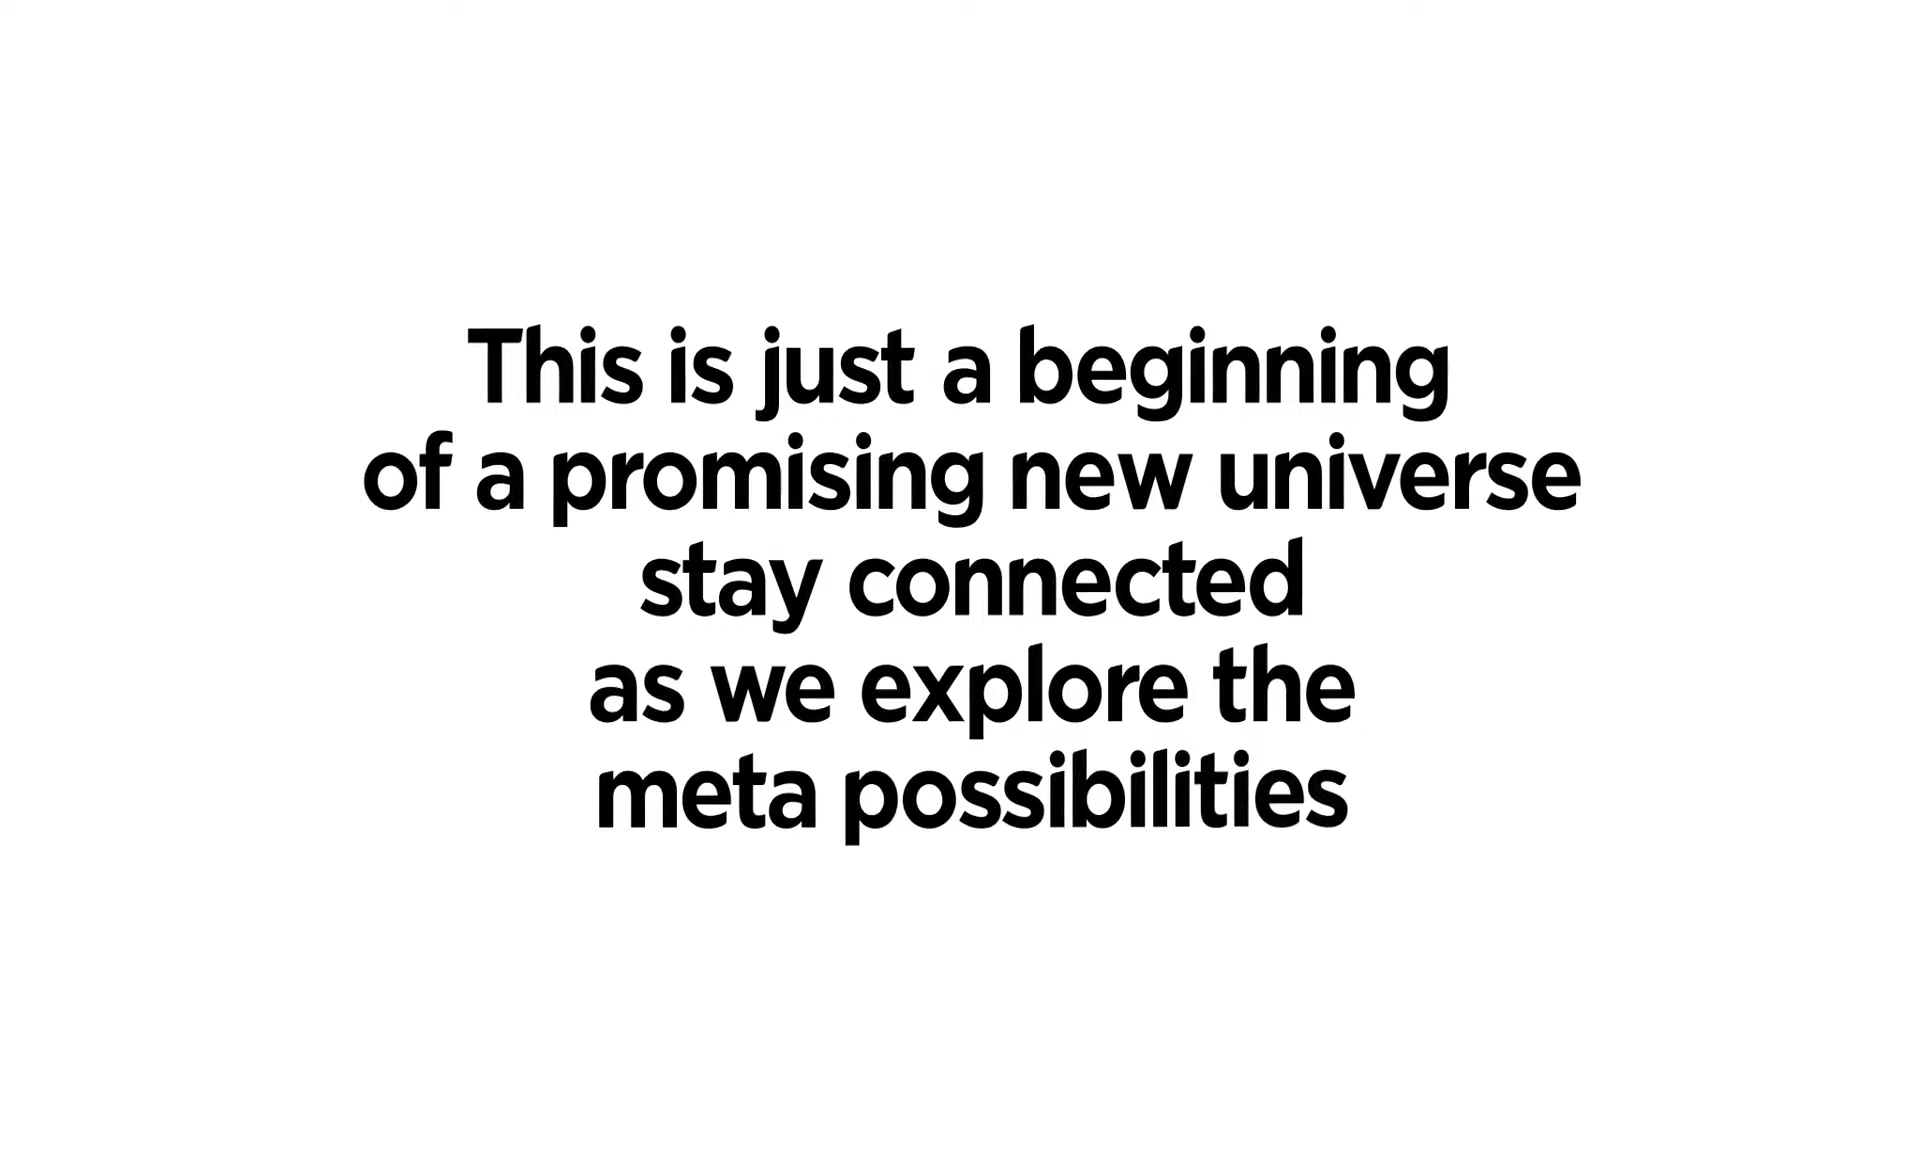 This is just a beginning
of a promising new universe
stay connected
as we explore the
meta possibilities